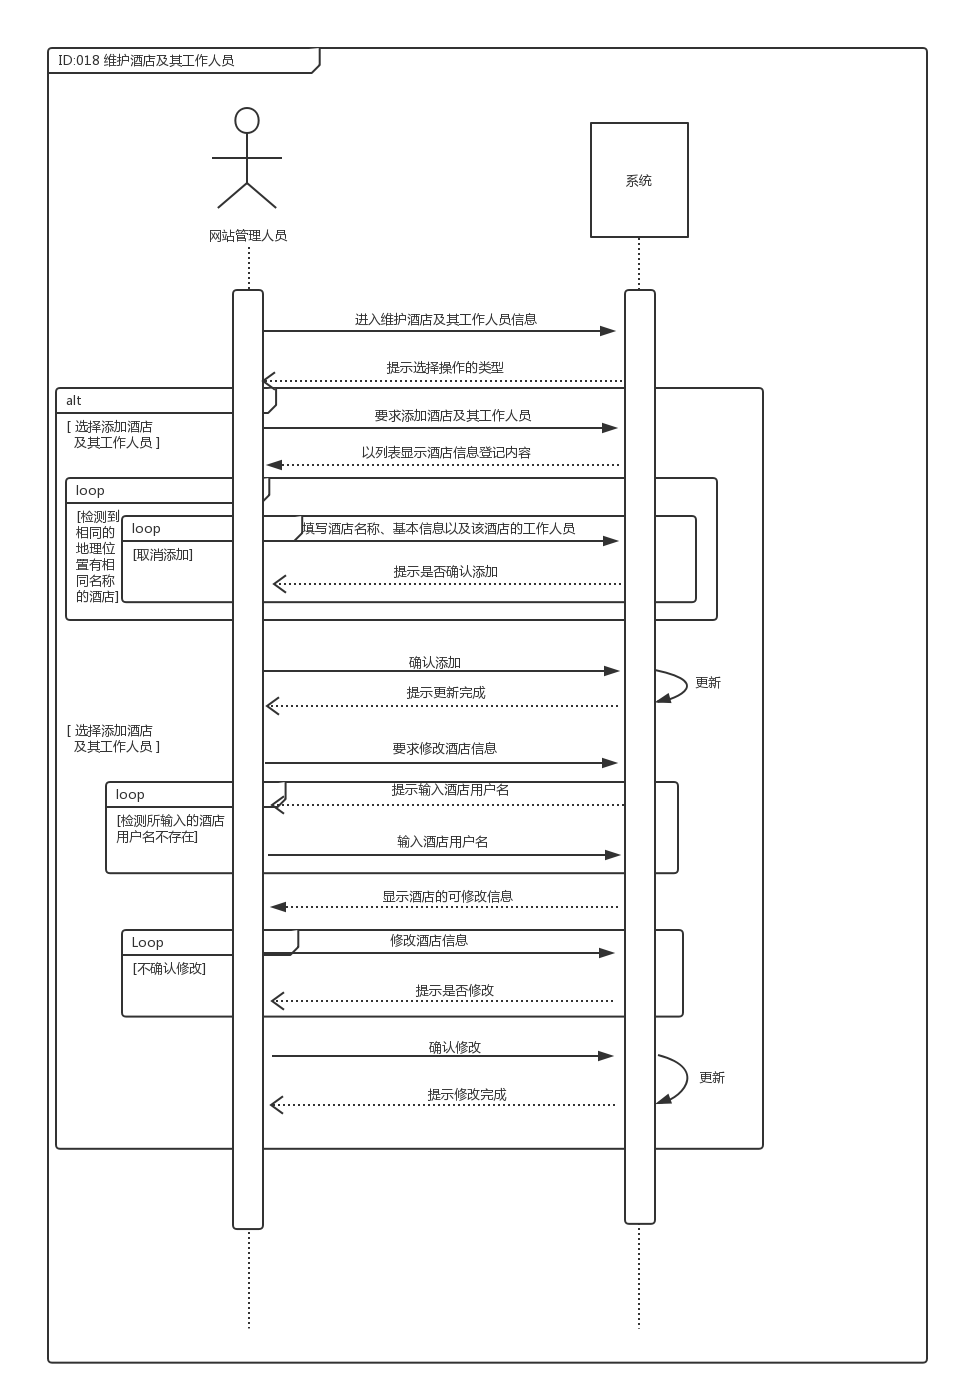 ID:018 维护酒店及其工作人员
系统
网站管理人员
进入维护酒店及其工作人员信息
提示选择操作的类型
alt
[ 选择添加酒店
及其工作人员 ]
要求添加酒店及其工作人员
以列表显示酒店信息登记内容
loop
[检测到
相同的
地理位
置有相
同名称
的酒店]
loop
[取消添加]
填写酒店名称、基本信息以及该酒店的工作人员
提示是否确认添加
确认添加
更新
提示更新完成
[ 选择添加酒店
及其工作人员 ]
要求修改酒店信息
loop
[检测所输入的酒店
用户名不存在]
提示输入酒店用户名
输入酒店用户名
显示酒店的可修改信息
Loop
[不确认修改]
修改酒店信息
提示是否修改
确认修改
更新
提示修改完成